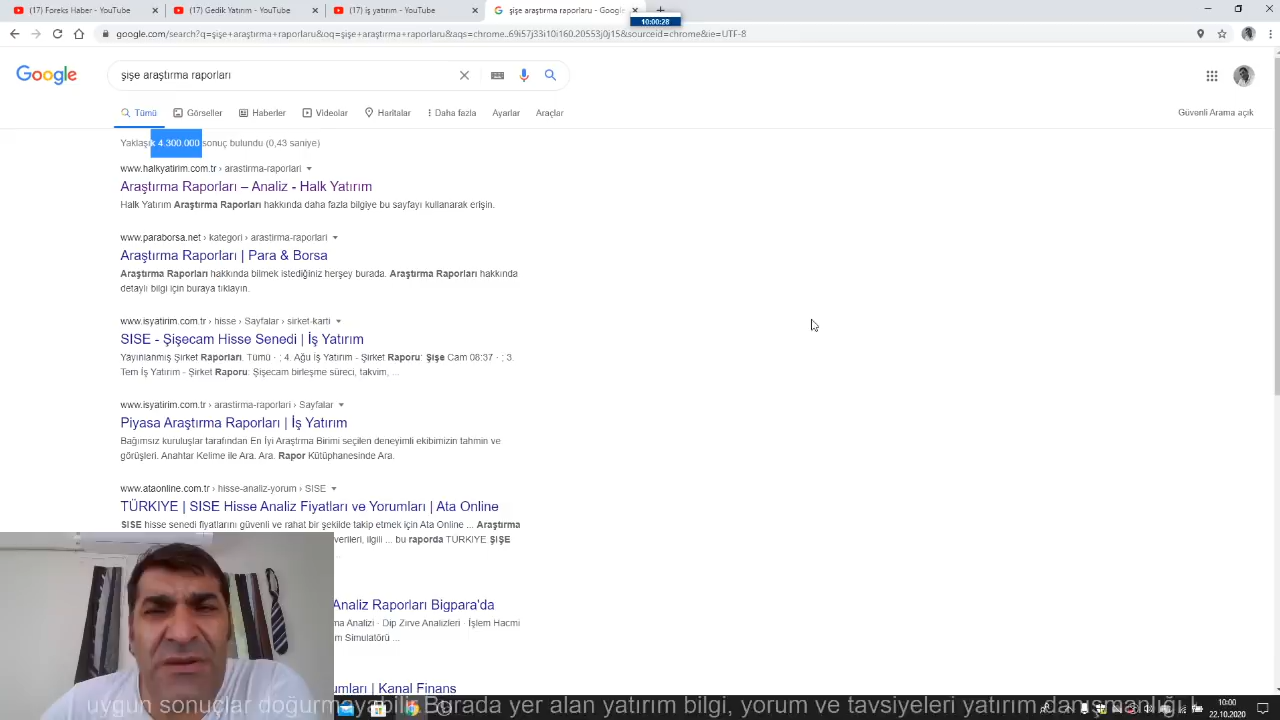 (17) Foreks Haber - YouTube
(17) Gedik Yatırım - YouTube
(17) İş yatırım - YouTube
şişe araştırma raporları - Google
10:00:28
google.com/search?q=şişe+araştırma+raporlaru&oq=şişe+araştırma+raporlaru&aqs=chrome..69i57j33i10i160.20553j0j15&sourceid=chrome&ie=UTF-8
Google
şişe araştırma raporları
Tümü Görseller Haberler Videolar Haritalar Daha fazla Ayarlar Araçlar
Güvenli Arama açık
Yaklaşık 4.300.000 sonuç bulundu (0,43 saniye)
www.halkyatirim.com.tr › arastirma-raporlari
Araştırma Raporları – Analiz - Halk Yatırım
Halk Yatırım Araştırma Raporları hakkında daha fazla bilgiye bu sayfayı kullanarak erişin.
www.paraborsa.net › kategori › arastirma-raporlari
Araştırma Raporları | Para & Borsa
Araştırma Raporları hakkında bilmek istediğiniz herşey burada. Araştırma Raporları hakkında
detaylı bilgi için buraya tıklayın.
www.isyatirim.com.tr › hisse › Sayfalar › sirket-karti
SISE - Şişecam Hisse Senedi | İş Yatırım
Yayınlanmış Şirket Raporları. Tümü · ; 4. Ağu İş Yatırım - Şirket Raporu: Şişe Cam 08:37 · ; 3.
Tem İş Yatırım - Şirket Raporu: Şişecam birleşme süreci, takvim, ...
www.isyatirim.com.tr › arastirma-raporlari › Sayfalar
Piyasa Araştırma Raporları | İş Yatırım
Bağımsız kuruluşlar tarafından En İyi Araştırma Birimi seçilen deneyimli ekibimizin tahmin ve
görüşleri. Anahtar Kelime ile Ara. Ara. Rapor Kütüphanesinde Ara.
www.ataonline.com.tr › hisse-analiz-yorum › SISE
TÜRKIYE | SISE Hisse Analiz Fiyatları ve Yorumları | Ata Online
SISE hisse senedi fiyatlarını güvenli ve rahat bir şekilde takip etmek için Ata Online ... Araştırma
verileri, ilgili ... bu raporda TÜRKIYE ŞIŞE
Analiz Raporları Bigpara'da
ma Analizi · Dip Zirve Analizleri · İşlem Hacmi
m Simulatörü ...
umları | Kanal Finans
uygun sonuçlar doğurmayabilir. Burada yer alan yatırım bilgi, yorum ve tavsiyeleri yatırım
10:00
22.10.2020